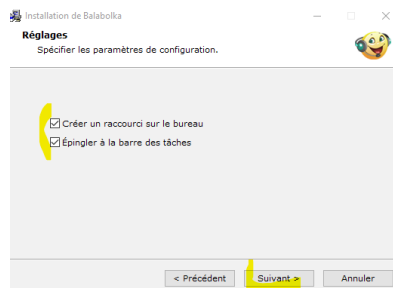 Installation de Balabolka
Réglages
Spécifier les paramètres de configuration.
Créer un raccourci sur le bureau
Épingler à la barre des tâches
< Précédent
Suivant >
Annuler